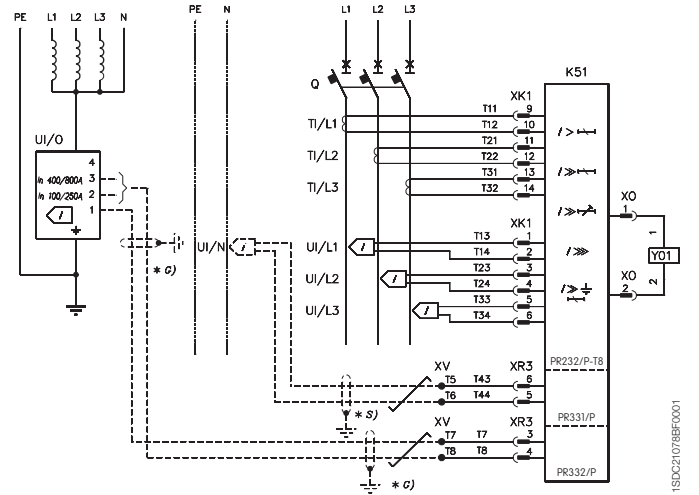 PE L1 L2 L3 N
PE N
L1 L2 L3
K51
Q
XK1
T11 9
TI/L1 T12 10
T21 11
TI/L2 T22 12
T31 13
TI/L3 T32 14
UI/O
4
In 400/800A 3
In 100/250A 2
1
I
* G)
UI/N I
XK1
T13 1
UI/L1 I T14 2
T23 3
UI/L2 I T24 4
T33 5
UI/L3 I T34 6
I >
I >>
I >>
I >>>
I >>
XO
1
1
Y01
2
XO
2
PR232/P-T8
XV XR3
T5 T43 6
T6 T44 5
* S)
PR331/P
XV XR3
T7 T7 3
T8 T8 4
* G)
PR332/P
1SDC21078BF0001